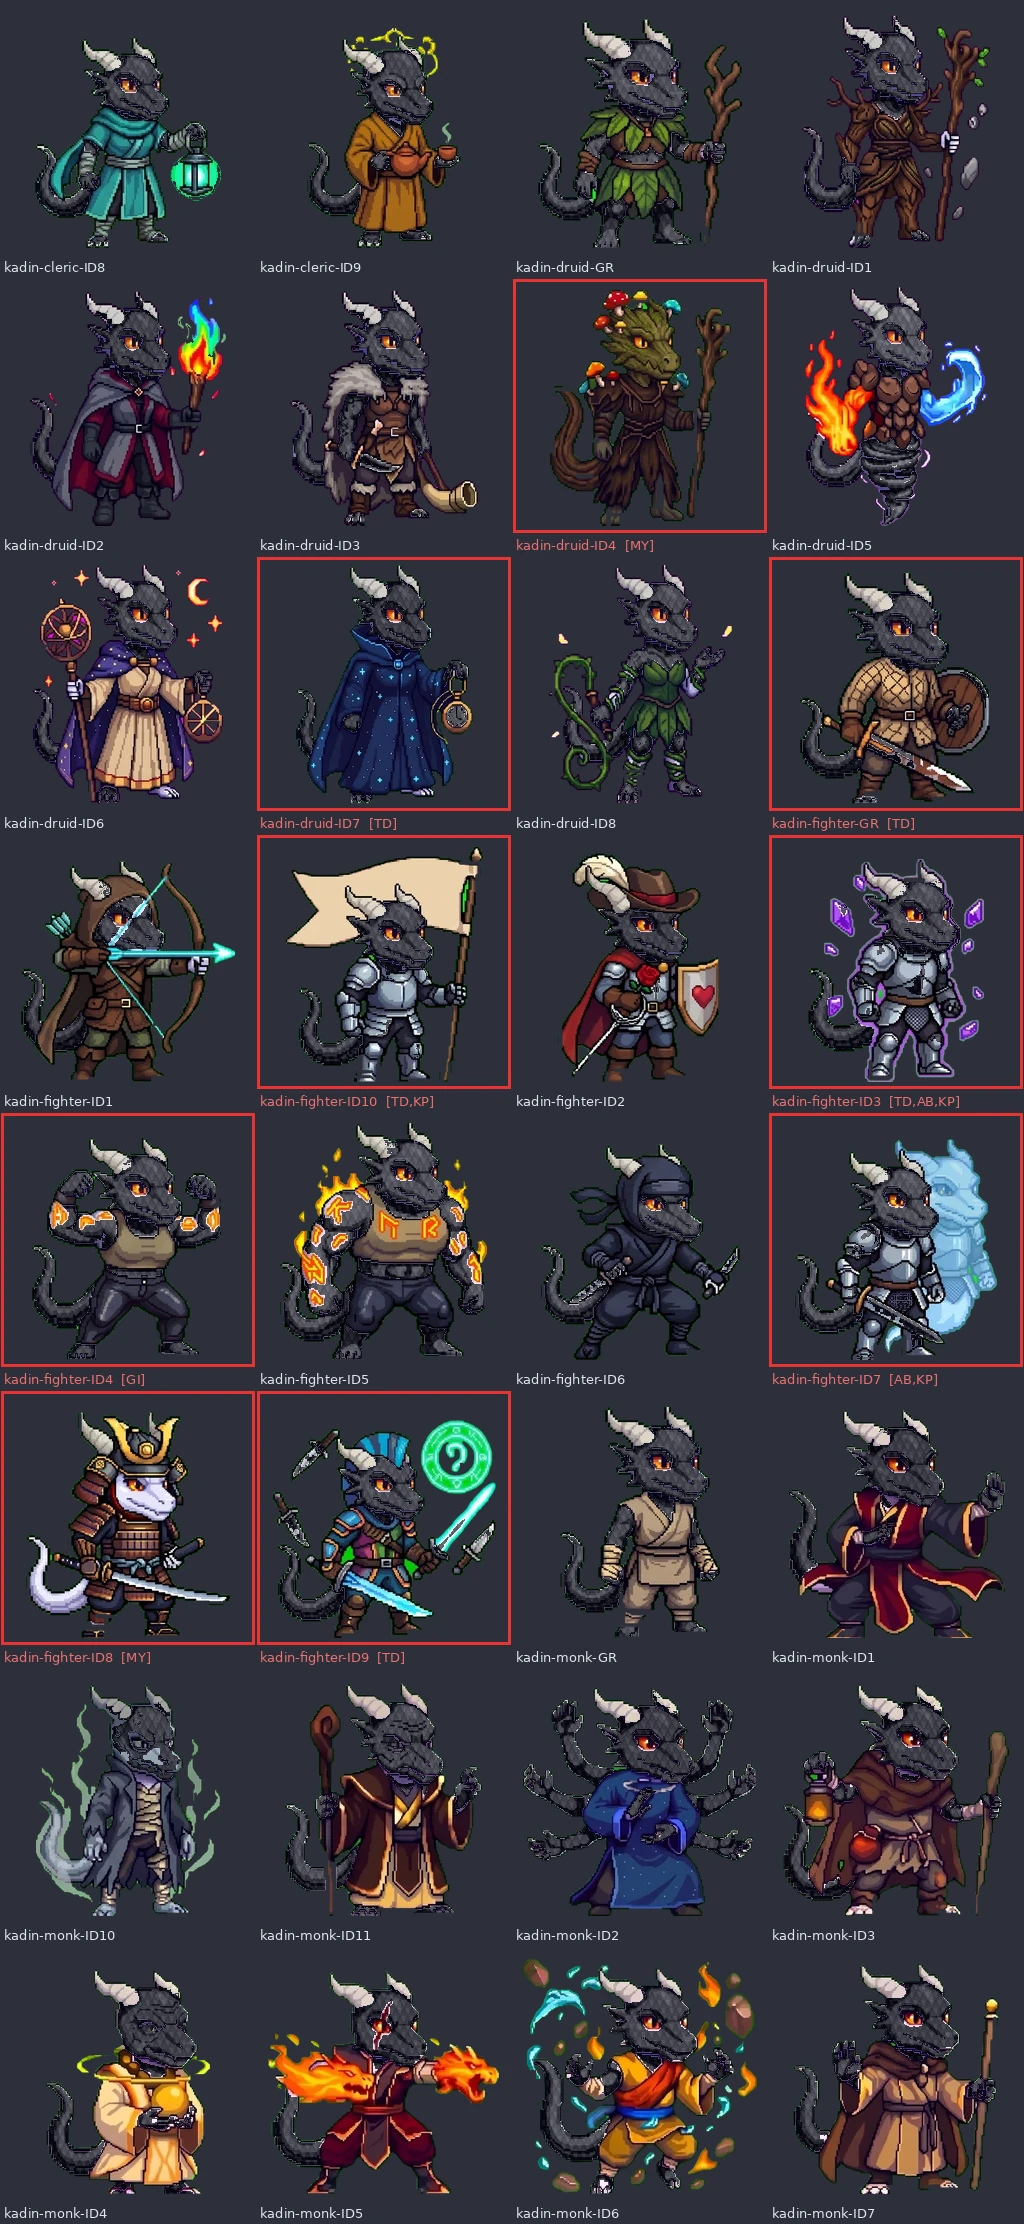 kadin-cleric-ID8
kadin-cleric-ID9
kadin-druid-GR
kadin-druid-ID1
kadin-druid-ID2
kadin-druid-ID3
kadin-druid-ID4 [MY]
kadin-druid-ID5
kadin-druid-ID6
kadin-druid-ID7 [TD]
kadin-druid-ID8
kadin-fighter-GR [TD]
kadin-fighter-ID1
kadin-fighter-ID10 [TD,KP]
kadin-fighter-ID2
kadin-fighter-ID3 [TD,AB,KP]
kadin-fighter-ID4 [GI]
kadin-fighter-ID5
kadin-fighter-ID6
kadin-fighter-ID7 [AB,KP]
?
kadin-fighter-ID8 [MY]
kadin-fighter-ID9 [TD]
kadin-monk-GR
kadin-monk-ID1
kadin-monk-ID10
kadin-monk-ID11
kadin-monk-ID2
kadin-monk-ID3
kadin-monk-ID4
kadin-monk-ID5
kadin-monk-ID6
kadin-monk-ID7